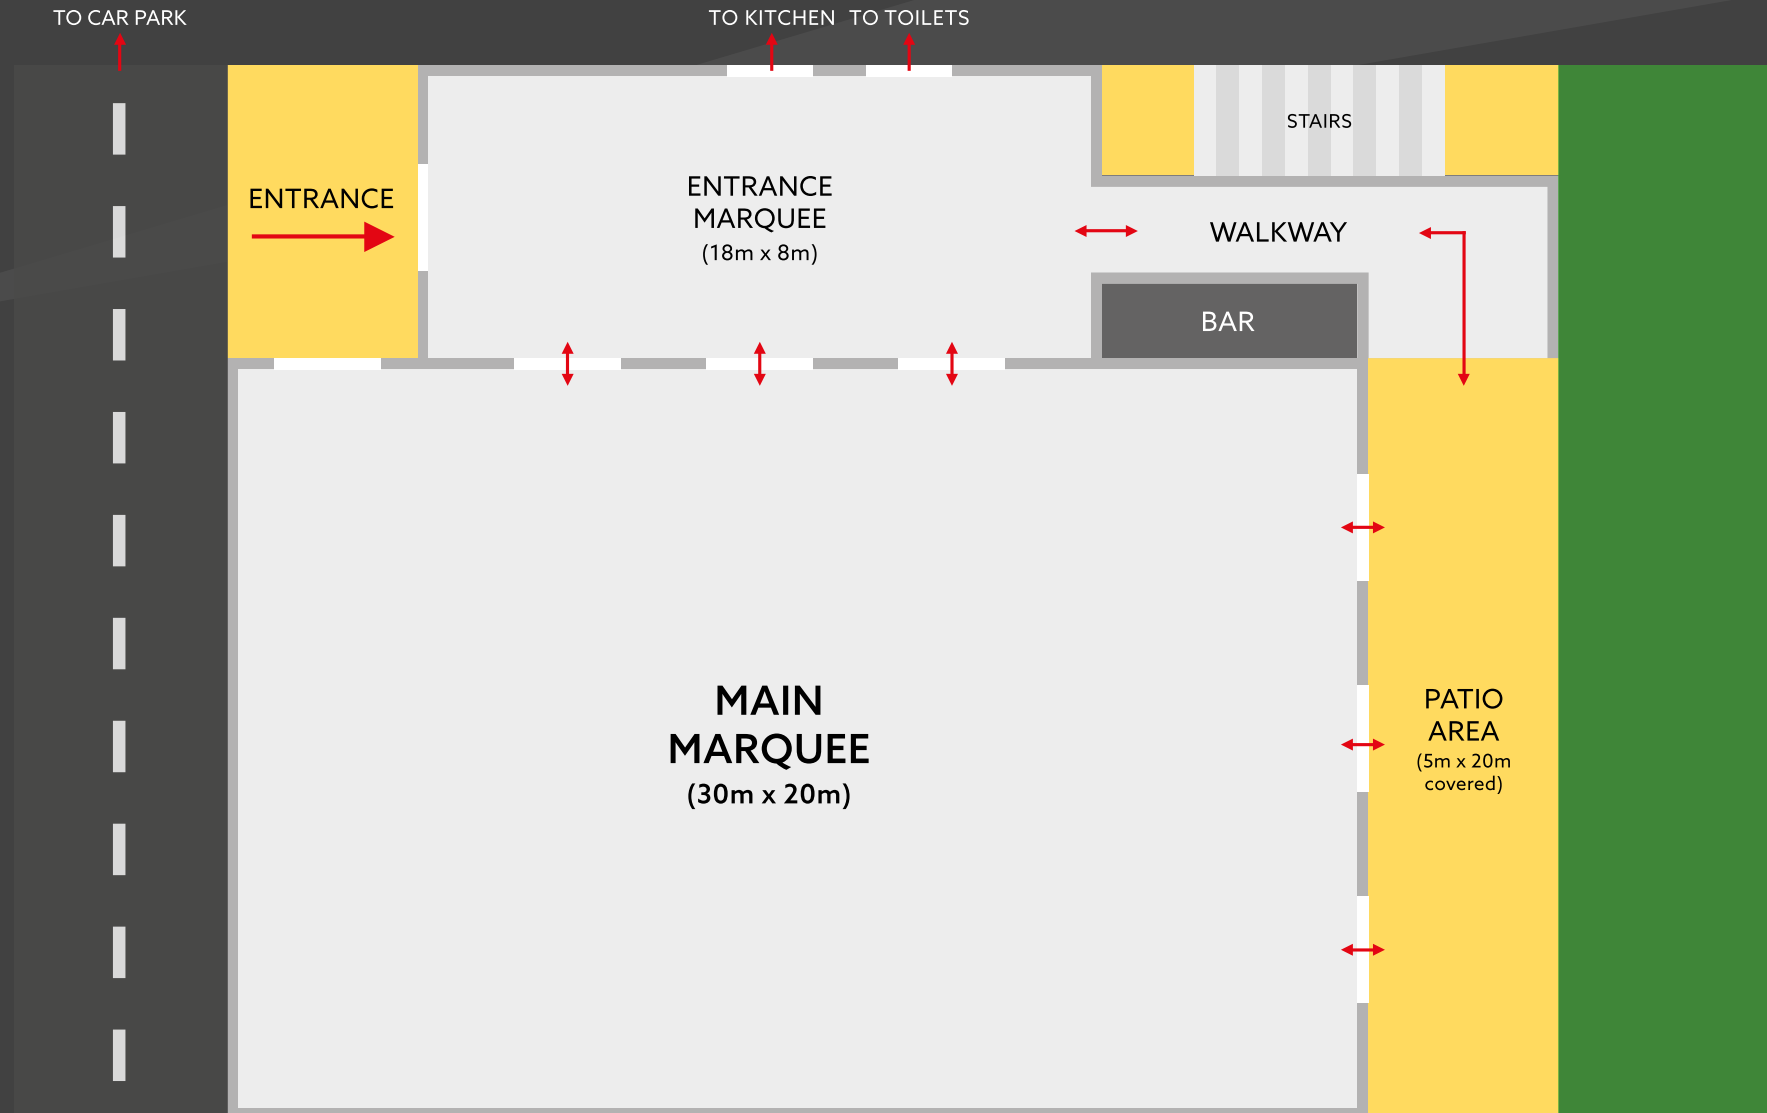 TO CAR PARK
TO KITCHEN
TO TOILETS
STAIRS
ENTRANCE
ENTRANCE
MARQUEE
(18m x 8m)
WALKWAY
BAR
MAIN
MARQUEE
(30m x 20m)
PATIO
AREA
(5m x 20m
covered)